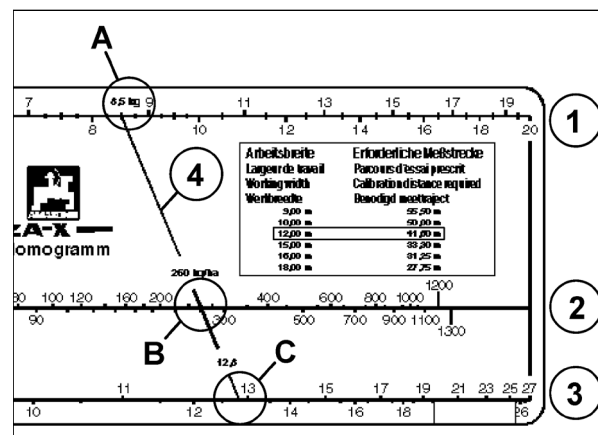 A
8,5 kg
7 9 11 13 15 17 19
8 10 12 14 16 18 20
1
4
Arbeitsbreite Erforderliche Meßstrecke
Largeur de travail Parcours d'essai prescrit
Working width Calibration distance required
Werkbreedte Benodigd meettraject
9,00 m 55,50 m
10,00 m 50,00 m
12,00 m 41,60 m
15,00 m 33,30 m
16,00 m 31,25 m
18,00 m 27,75 m
ZA-X
Nomogramm
260 kg/ha
80 100 120 160 200 400 600 800 1000 1200
90 300 500 700 900 1100 1300
2
B
12,8
C
11 13 15 17 19 21 23 25 27
10 12 14 16 18 26
3